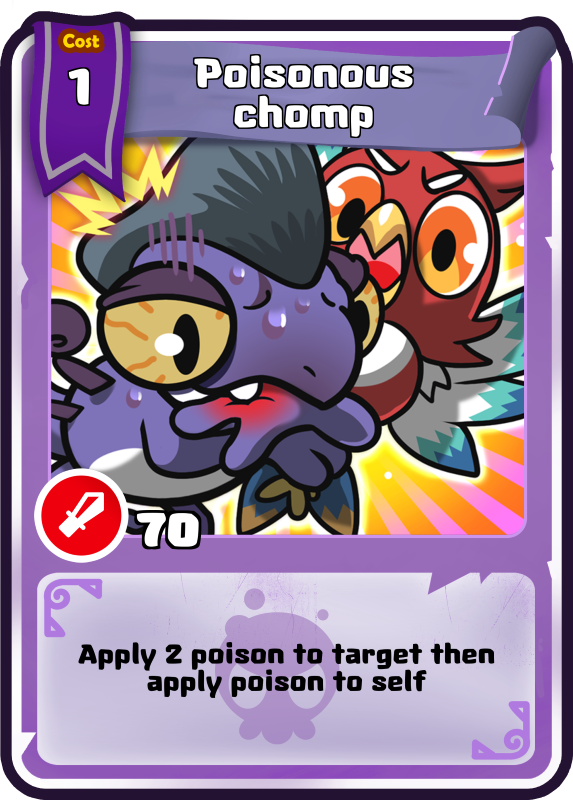 Cost
1
Poisonous
chomp
70
Apply 2 poison to target then
apply poison to self